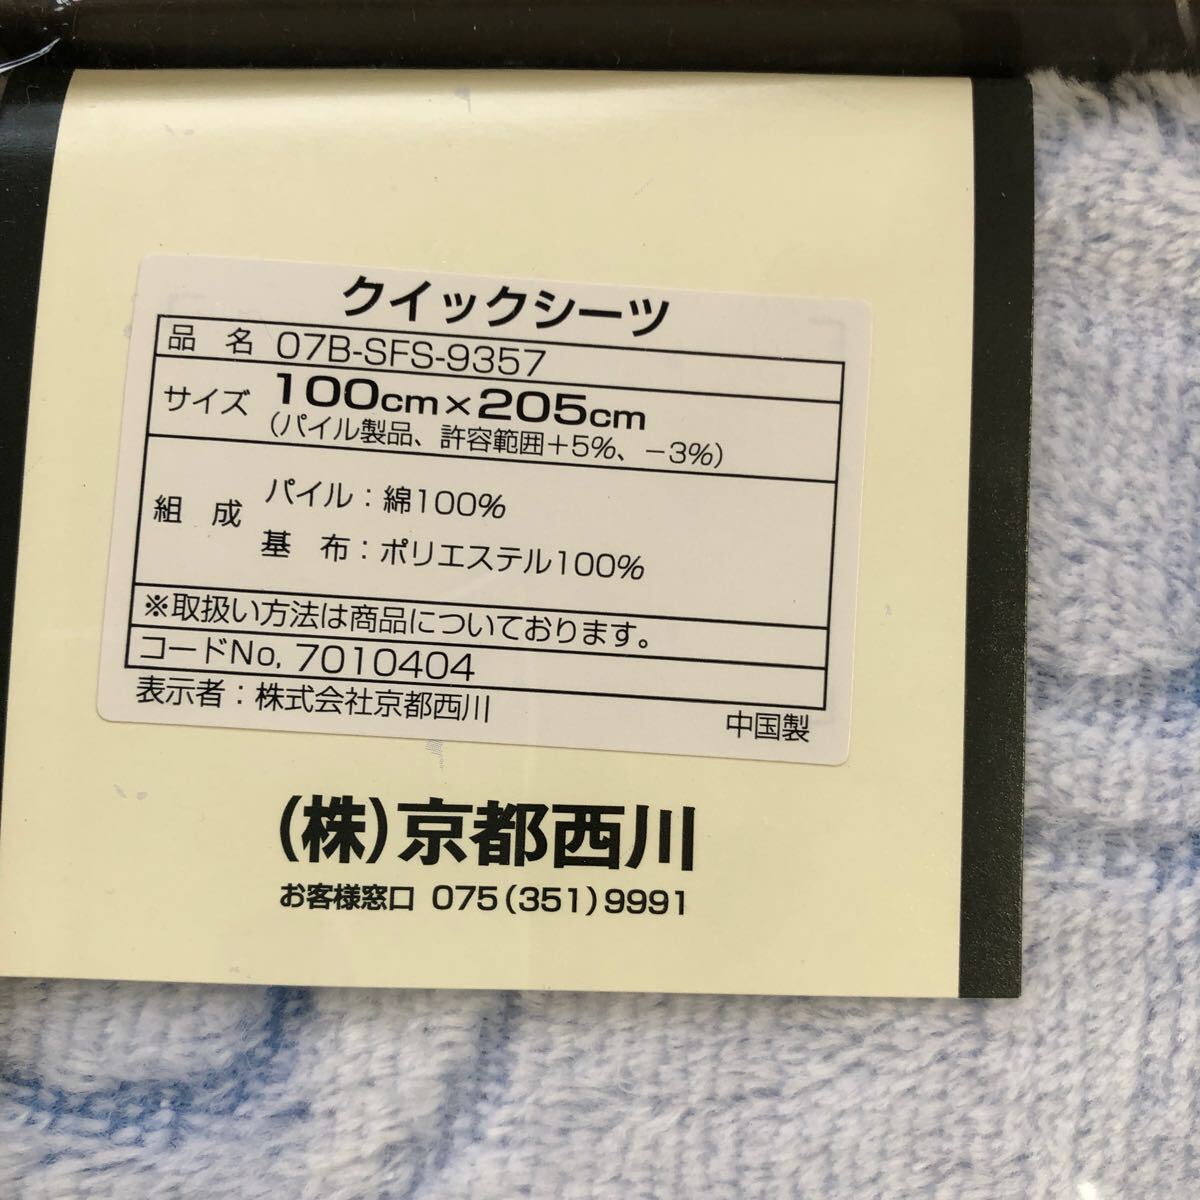 クイックシーツ
品 名 07B-SFS-9357
サイズ 100cm×205cm
(パイル製品、許容範囲+5%、-3%)
組 成 パイル:綿100%
基 布:ポリエステル100%
※取扱い方法は商品についております。
コードNo. 7010404
表示者:株式会社京都西川 中国製
(株)京都西川
お客様窓口 075(351)9991